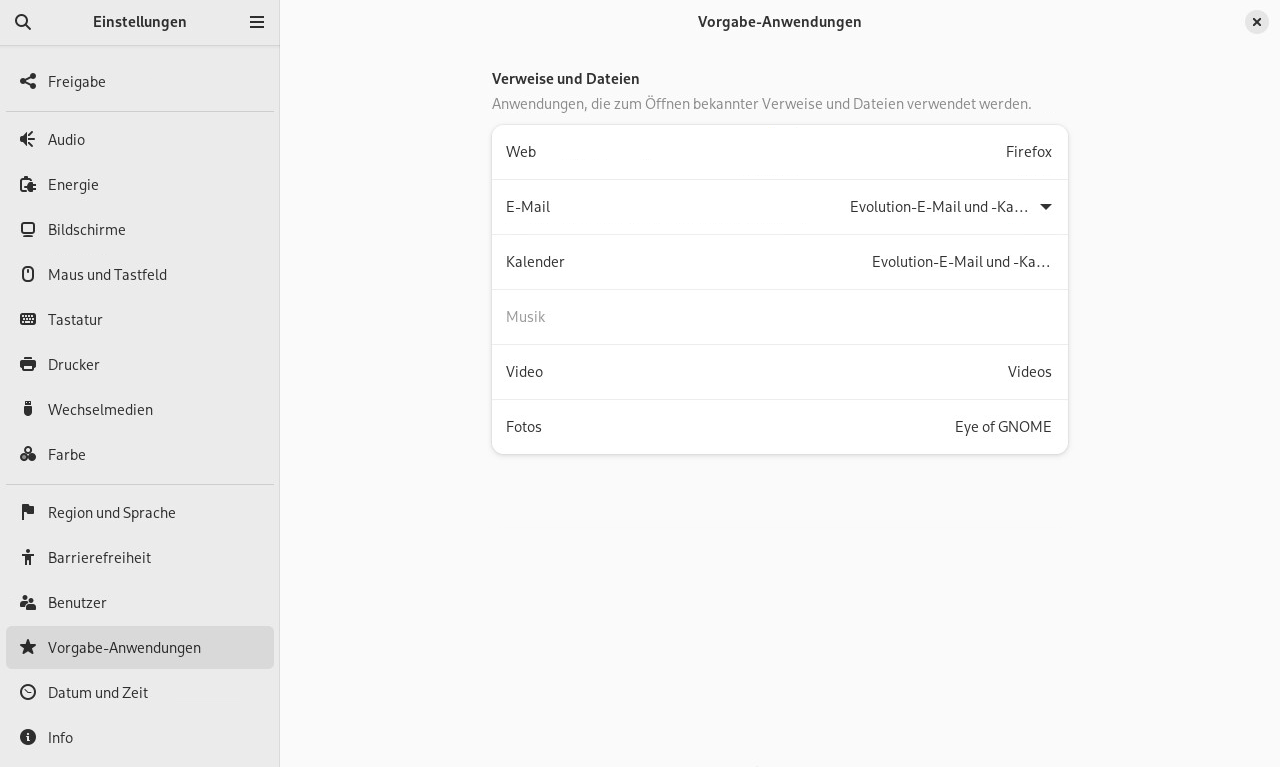 Einstellungen
Vorgabe-Anwendungen
Freigabe
Audio
Energie
Bildschirme
Maus und Tastfeld
Tastatur
Drucker
Wechselmedien
Farbe
Region und Sprache
Barrierefreiheit
Benutzer
Vorgabe-Anwendungen
Datum und Zeit
Info
Verweise und Dateien
Anwendungen, die zum Öffnen bekannter Verweise und Dateien verwendet werden.
Web Firefox
E-Mail Evolution-E-Mail und -Ka…
Kalender Evolution-E-Mail und -Ka…
Musik
Video Videos
Fotos Eye of GNOME